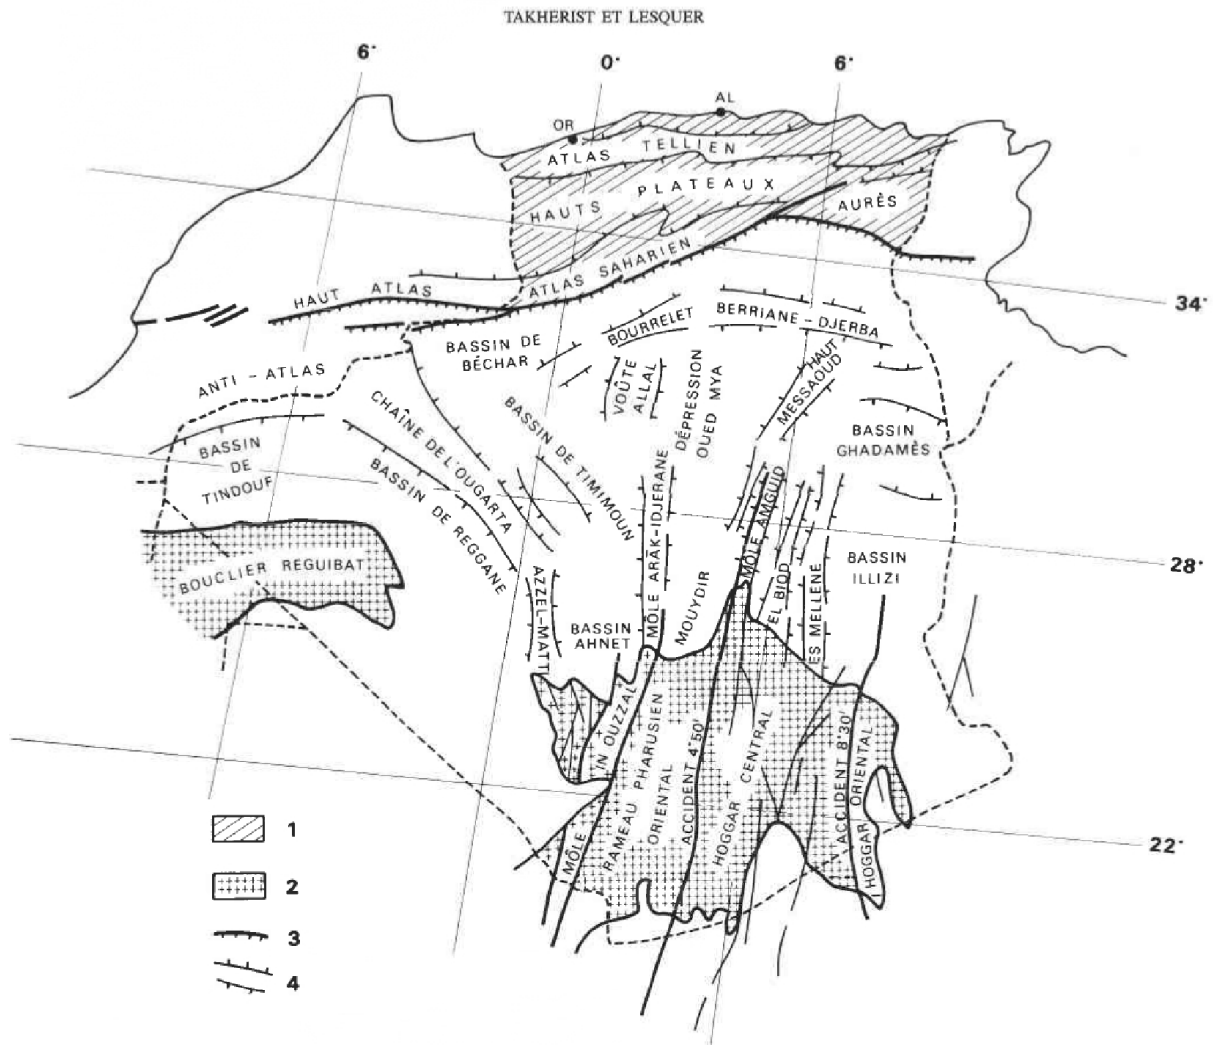 TAKHERIST ET LESQUER
6°
0°
6°
AL
OR
ATLAS TELLIEN
HAUTS PLATEAUX
AURÈS
ATLAS SAHARIEN
HAUT ATLAS
34°
BOURRELET
BERRIANE-DJERBA
BASSIN DE
BÉCHAR
ANTI-ATLAS
VOÛTE
ALLAL
DÉPRESSION
OUED MYA
HAUT
MESSAOUD
CHAÎNE DE L'OUGARTA
BASSIN DE TIMIMOUN
BASSIN
GHADAMÈS
BASSIN
DE
TINDOUF
BASSIN DE REGGANE
MÔLE ARÂK-IDJERANE
MÔLE AMGUID
BOUCLIER REGUIBAT
28°
BASSIN
ILLIZI
AZZEL-MATTI
BASSIN
AHNET
MOUYDIR
EL BIOD
ES MELLENE
MÔLE IN OUZZAL
RAMEAU PHARUSIEN
ORIENTAL
ACCIDENT 4°50'
HOGGAR CENTRAL
ACCIDENT 8°30'
HOGGAR ORIENTAL
22°
1
2
3
4